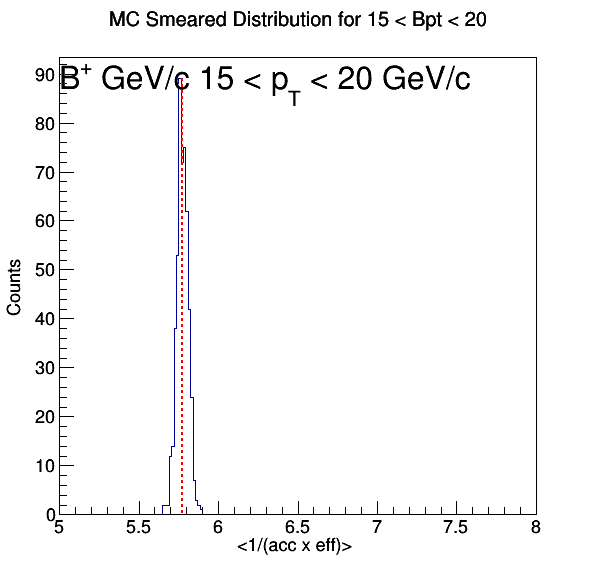 MC Smeared Distribution for 15 < Bpt < 20
B+ GeV/c 15 < pT < 20 GeV/c
Counts
90
80
70
60
50
40
30
20
10
0
5 5.5 6 6.5 7 7.5 8
<1/(acc x eff)>